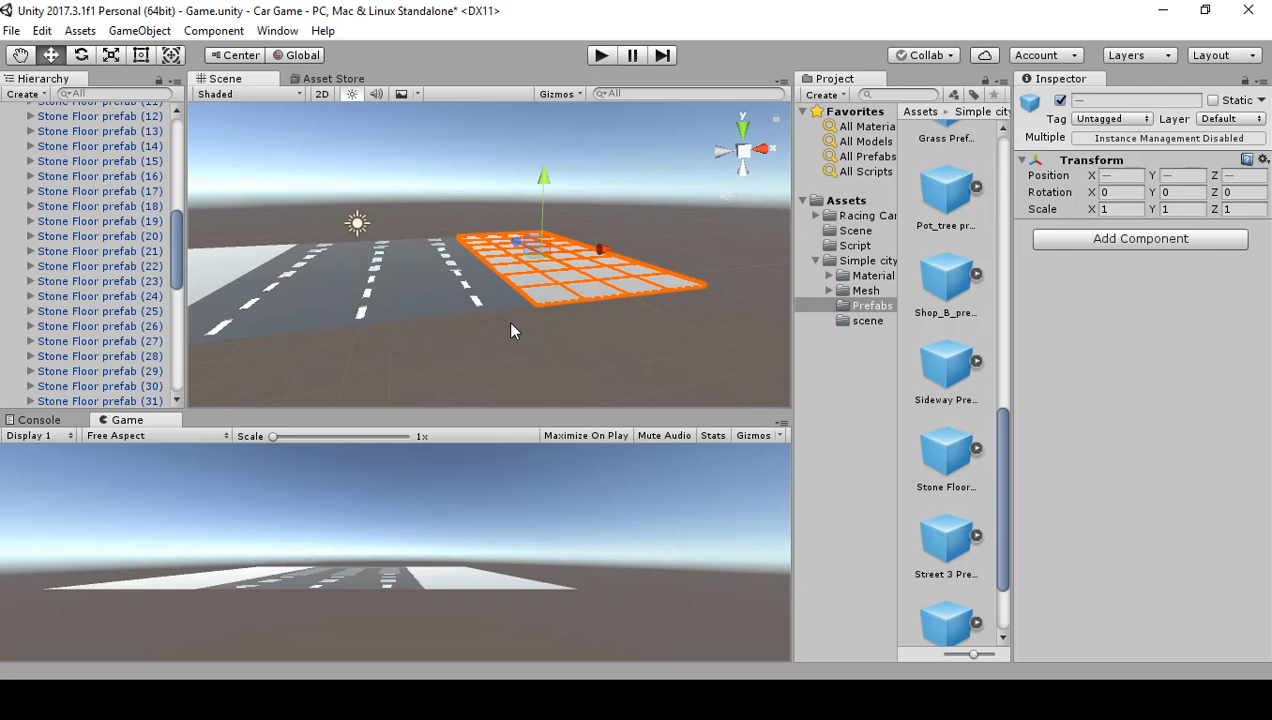 Unity 2017.3.1f1 Personal (64bit) - Game.unity - Car Game - PC, Mac & Linux Standalone* <DX11>
File Edit Assets GameObject Component Window Help
Center Global Collab Account Layers Layout
Hierarchy Scene Asset Store Project Inspector
Create All Shaded 2D Gizmos All Create
Stone Floor prefab (11)
Stone Floor prefab (12)
Stone Floor prefab (13)
Stone Floor prefab (14)
Stone Floor prefab (15)
Stone Floor prefab (16)
Stone Floor prefab (17)
Stone Floor prefab (18)
Stone Floor prefab (19)
Stone Floor prefab (20)
Stone Floor prefab (21)
Stone Floor prefab (22)
Stone Floor prefab (23)
Stone Floor prefab (24)
Stone Floor prefab (25)
Stone Floor prefab (26)
Stone Floor prefab (27)
Stone Floor prefab (28)
Stone Floor prefab (29)
Stone Floor prefab (30)
Stone Floor prefab (31)
y
x
Console Game
Display 1 Free Aspect Scale 1x Maximize On Play Mute Audio Stats Gizmos
Favorites
All Materia
All Models
All Prefabs
All Scripts
Assets
Racing Car
Scene
Script
Simple city
Material
Mesh
Prefabs
scene
Assets Simple city
Grass Pref...
Pot_tree pr...
Shop_B_pre...
Sideway Pre...
Stone Floor...
Street 3 Pre...
— Static
Tag Untagged Layer Default
Multiple Instance Management Disabled
Transform
Position X — Y — Z —
Rotation X 0 Y 0 Z 0
Scale X 1 Y 1 Z 1
Add Component